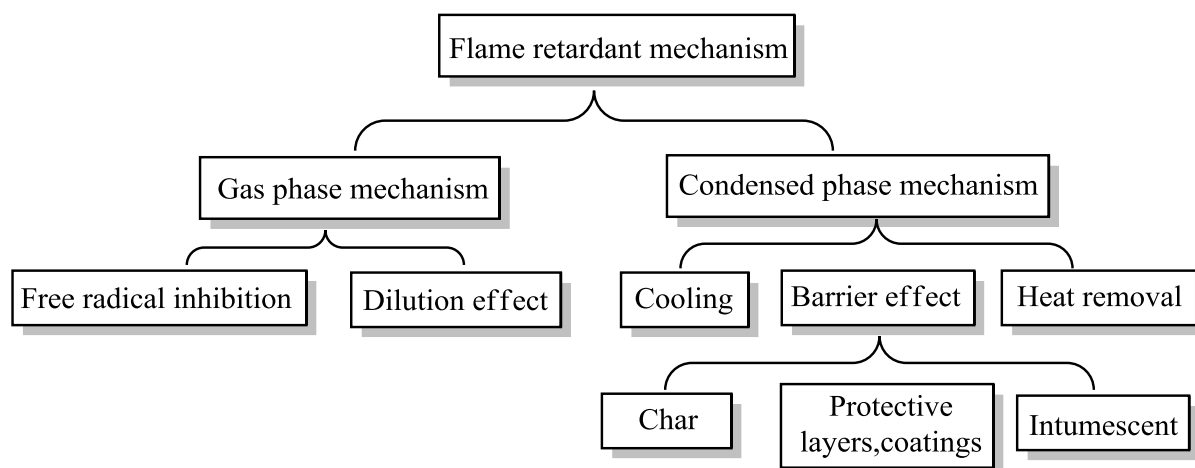 Flame retardant mechanism
Gas phase mechanism
Condensed phase mechanism
Free radical inhibition
Dilution effect
Cooling
Barrier effect
Heat removal
Char
Protective
layers,coatings
Intumescent